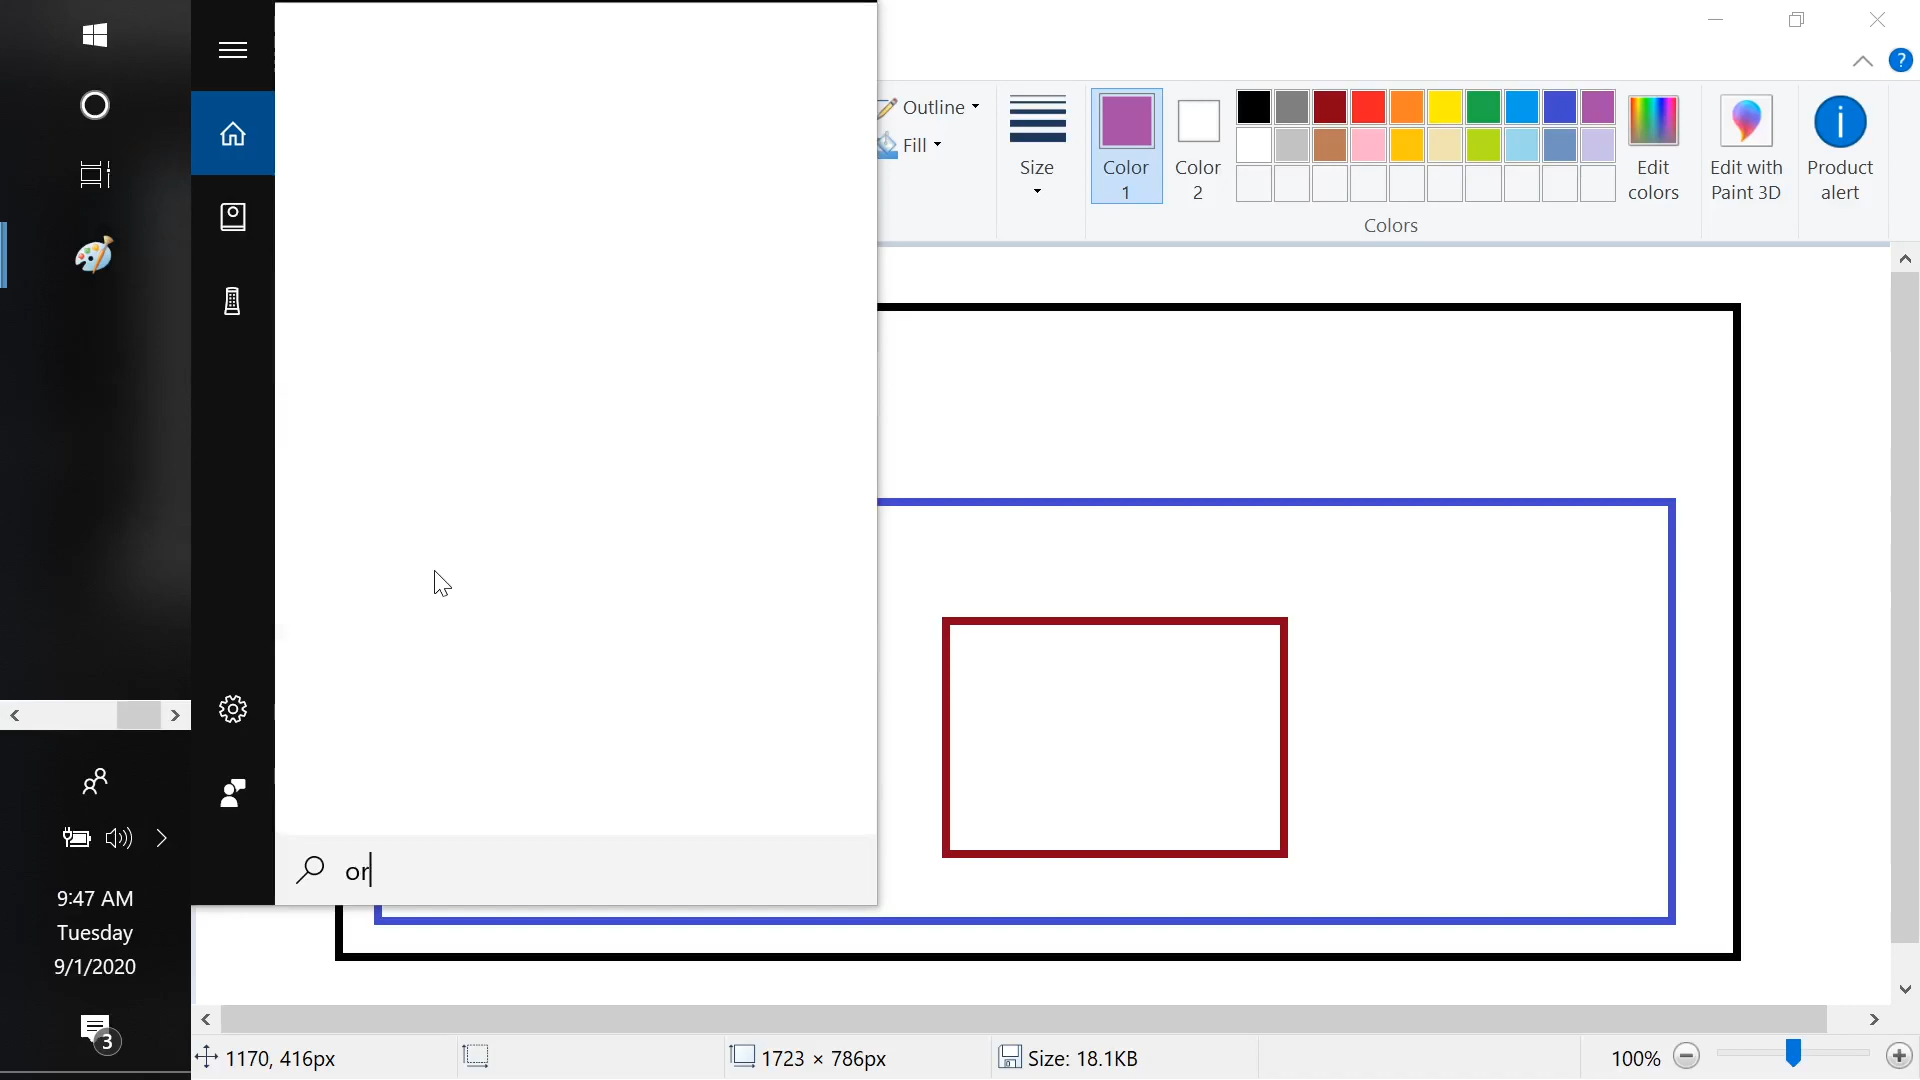 Outline
Fill
Size
Color
1
Color
2
Edit
colors
Edit with
Paint 3D
Product
alert
Colors
?
9:47 AM
Tuesday
9/1/2020
3
or
1170, 416px
1723 × 786px
Size: 18.1KB
100%